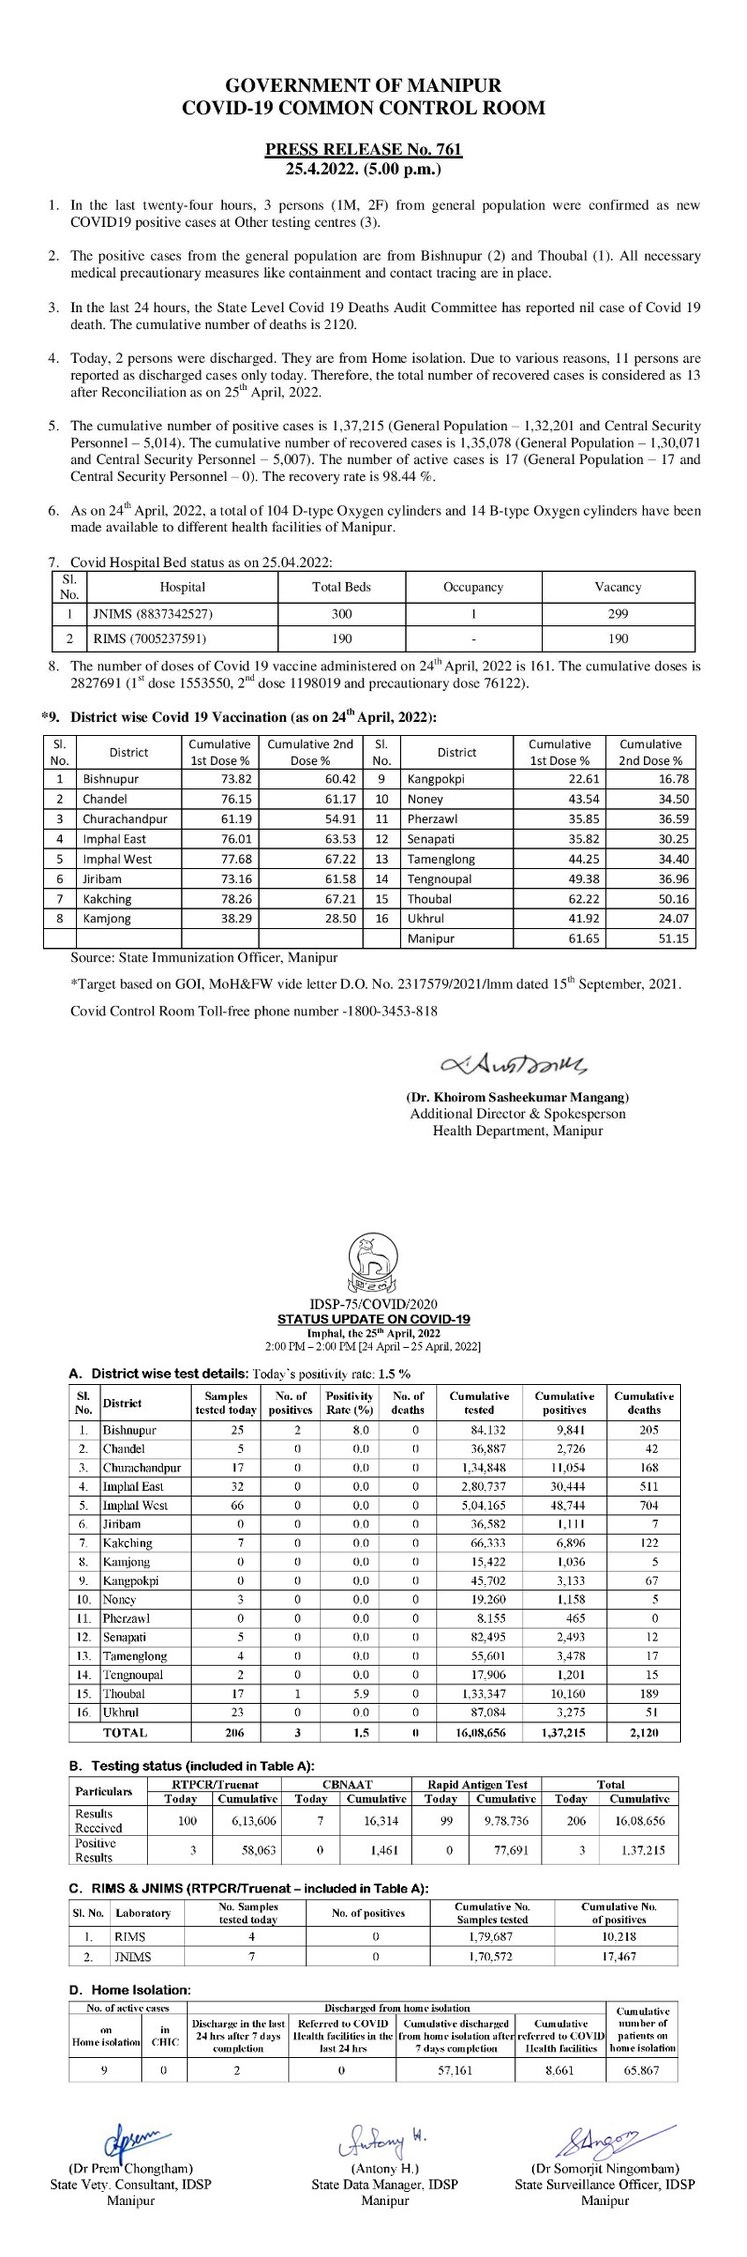 GOVERNMENT OF MANIPUR
COVID-19 COMMON CONTROL ROOM
PRESS RELEASE No. 761
25.4.2022. (5.00 p.m.)
1. In the last twenty-four hours, 3 persons (1M, 2F) from general population were confirmed as new
COVID19 positive cases at Other testing centres (3).
2. The positive cases from the general population are from Bishnupur (2) and Thoubal (1). All necessary
medical precautionary measures like containment and contact tracing are in place.
3. In the last 24 hours, the State Level Covid 19 Deaths Audit Committee has reported nil case of Covid 19
death. The cumulative number of deaths is 2120.
4. Today, 2 persons were discharged. They are from Home isolation. Due to various reasons, 11 persons are
reported as discharged cases only today. Therefore, the total number of recovered cases is considered as 13
after Reconciliation as on 25th April, 2022.
5. The cumulative number of positive cases is 1,37,215 (General Population – 1,32,201 and Central Security
Personnel – 5,014). The cumulative number of recovered cases is 1,35,078 (General Population – 1,30,071
and Central Security Personnel – 5,007). The number of active cases is 17 (General Population – 17 and
Central Security Personnel – 0). The recovery rate is 98.44 %.
6. As on 24th April, 2022, a total of 104 D-type Oxygen cylinders and 14 B-type Oxygen cylinders have been
made available to different health facilities of Manipur.
7. Covid Hospital Bed status as on 25.04.2022:
Sl. No. Hospital Total Beds Occupancy Vacancy
1 JNIMS (8837342527) 300 1 299
2 RIMS (7005237591) 190 - 190
8. The number of doses of Covid 19 vaccine administered on 24th April, 2022 is 161. The cumulative doses is
2827691 (1st dose 1553550, 2nd dose 1198019 and precautionary dose 76122).
*9. District wise Covid 19 Vaccination (as on 24th April, 2022):
Sl. No. District Cumulative 1st Dose % Cumulative 2nd Dose % Sl. No. District Cumulative 1st Dose % Cumulative 2nd Dose %
1 Bishnupur 73.82 60.42 9 Kangpokpi 22.61 16.78
2 Chandel 76.15 61.17 10 Noney 43.54 34.50
3 Churachandpur 61.19 54.91 11 Pherzawl 35.85 36.59
4 Imphal East 76.01 63.53 12 Senapati 35.82 30.25
5 Imphal West 77.68 67.22 13 Tamenglong 44.25 34.40
6 Jiribam 73.16 61.58 14 Tengnoupal 49.38 36.96
7 Kakching 78.26 67.21 15 Thoubal 62.22 50.16
8 Kamjong 38.29 28.50 16 Ukhrul 41.92 24.07
Manipur 61.65 51.15
Source: State Immunization Officer, Manipur
*Target based on GOI, MoH&FW vide letter D.O. No. 2317579/2021/Imm dated 15th September, 2021.
Covid Control Room Toll-free phone number -1800-3453-818
(Dr. Khoirom Sasheekumar Mangang)
Additional Director & Spokesperson
Health Department, Manipur
IDSP-75/COVID/2020
STATUS UPDATE ON COVID-19
Imphal, the 25th April, 2022
2:00 PM – 2:00 PM [24 April – 25 April, 2022]
A. District wise test details: Today's positivity rate: 1.5 %
Sl. No. District Samples tested today No. of positives Positivity Rate (%) No. of deaths Cumulative tested Cumulative positives Cumulative deaths
1. Bishnupur 25 2 8.0 0 84,132 9,841 205
2. Chandel 5 0 0.0 0 36,887 2,726 42
3. Churachandpur 17 0 0.0 0 1,34,848 11,054 168
4. Imphal East 32 0 0.0 0 2,80,737 30,444 511
5. Imphal West 66 0 0.0 0 5,04,165 48,744 704
6. Jiribam 0 0 0.0 0 36,582 1,111 7
7. Kakching 7 0 0.0 0 66,333 6,896 122
8. Kamjong 0 0 0.0 0 15,422 1,036 5
9. Kangpokpi 0 0 0.0 0 45,702 3,133 67
10. Noney 3 0 0.0 0 19,260 1,158 5
11. Pherzawl 0 0 0.0 0 8,155 465 0
12. Senapati 5 0 0.0 0 82,495 2,493 12
13. Tamenglong 4 0 0.0 0 55,601 3,478 17
14. Tengnoupal 2 0 0.0 0 17,906 1,201 15
15. Thoubal 17 1 5.9 0 1,33,347 10,160 189
16. Ukhrul 23 0 0.0 0 87,084 3,275 51
TOTAL 206 3 1.5 0 16,08,656 1,37,215 2,120
B. Testing status (included in Table A):
Particulars RTPCR/Truenat CBNAAT Rapid Antigen Test Total
Today Cumulative Today Cumulative Today Cumulative Today Cumulative
Results Received 100 6,13,606 7 16,314 99 9,78,736 206 16,08,656
Positive Results 3 58,063 0 1,461 0 77,691 3 1,37,215
C. RIMS & JNIMS (RTPCR/Truenat – included in Table A):
Sl. No. Laboratory No. Samples tested today No. of positives Cumulative No. Samples tested Cumulative No. of positives
1. RIMS 4 0 1,79,687 10,218
2. JNIMS 7 0 1,70,572 17,467
D. Home Isolation:
No. of active cases Discharged from home isolation Cumulative number of patients on home isolation
on Home isolation in CHIC Discharge in the last 24 hrs after 7 days completion Referred to COVID Health facilities in the last 24 hrs Cumulative discharged from home isolation after 7 days completion Cumulative referred to COVID Health facilities
9 0 2 0 57,161 8,661 65,867
Antony H.
(Dr Prem Chongtham) (Antony H.) (Dr Somorjit Ningombam)
State Vety. Consultant, IDSP State Data Manager, IDSP State Surveillance Officer, IDSP
Manipur Manipur Manipur